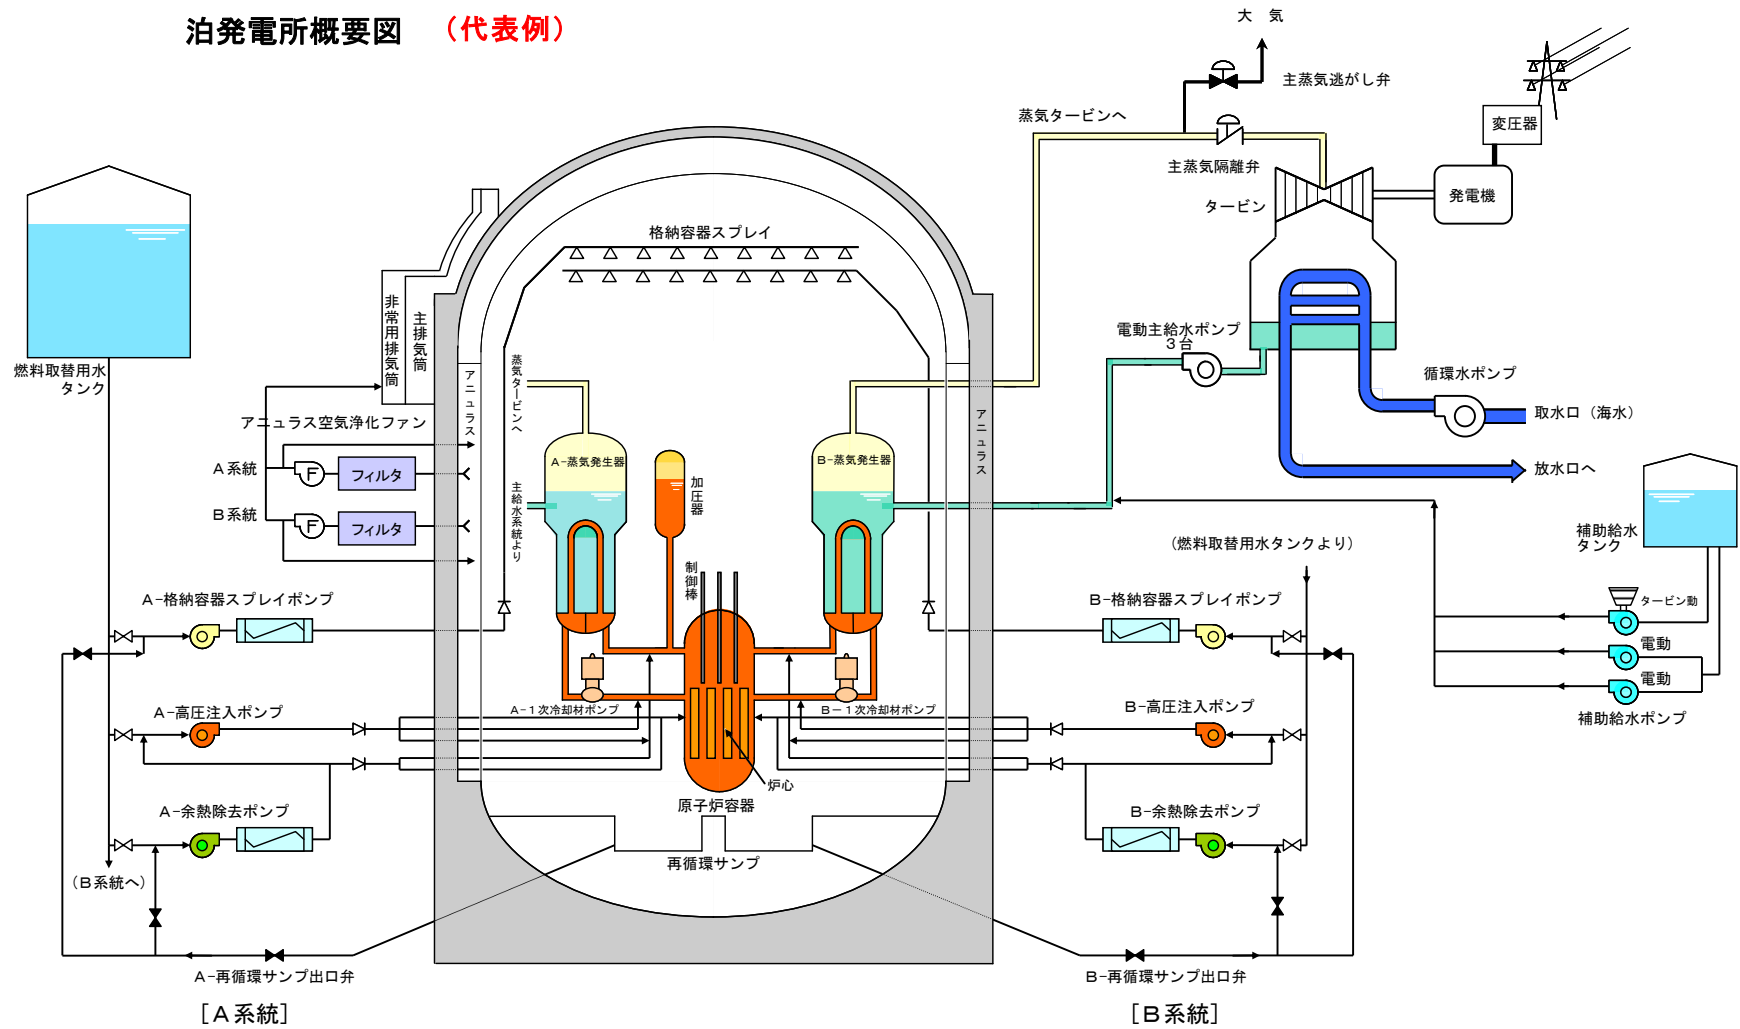 泊発電所概要図 （代表例）
大 気
主蒸気逃がし弁
蒸気タービンへ
主蒸気隔離弁
変圧器
発電機
タービン
格納容器スプレイ
非常用排気筒
主排気筒
燃料取替用水
タンク
アニュラス
蒸気タービンへ
アニュラス
電動主給水ポンプ
３台
循環水ポンプ
取水口（海水）
放水口へ
アニュラス空気浄化ファン
Ａ系統
F
フィルタ
Ｂ系統
F
フィルタ
主給水系統より
A-蒸気発生器
加圧器
B-蒸気発生器
制御棒
（燃料取替用水タンクより）
補助給水
タンク
タービン動
電動
電動
補助給水ポンプ
A-格納容器スプレイポンプ
B-格納容器スプレイポンプ
A-１次冷却材ポンプ
B－１次冷却材ポンプ
A-高圧注入ポンプ
B-高圧注入ポンプ
炉心
原子炉容器
A-余熱除去ポンプ
B-余熱除去ポンプ
再循環サンプ
（Ｂ系統へ）
A-再循環サンプ出口弁
B-再循環サンプ出口弁
［Ａ系統］
［Ｂ系統］